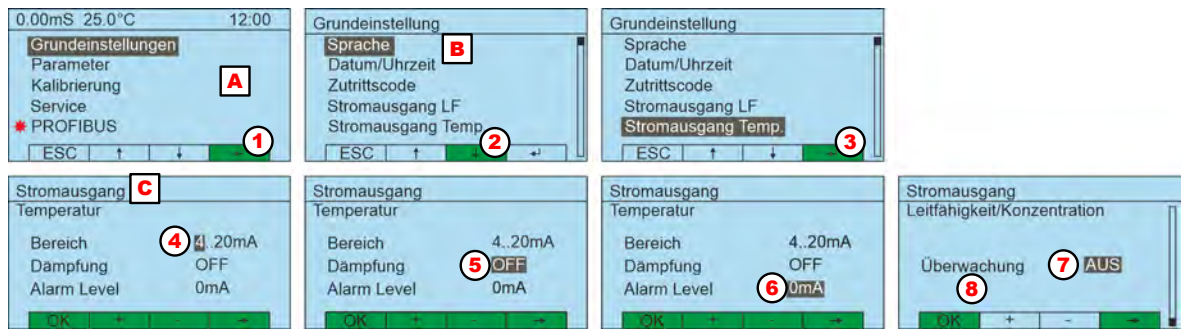 0.00mS 25.0°C 12:00
Grundeinstellungen
Parameter
A
Kalibrierung
Service
✷ PROFIBUS
1
ESC ↑ ↓ →
Grundeinstellung
Sprache
B
Datum/Uhrzeit
Zutrittscode
Stromausgang LF
Stromausgang Temp.
2
ESC ↑ ↓ ↵
Grundeinstellung
Sprache
Datum/Uhrzeit
Zutrittscode
Stromausgang LF
Stromausgang Temp.
3
ESC ↑ ↓ →
Stromausgang C
Temperatur
Bereich 4 4..20mA
Dämpfung OFF
Alarm Level 0mA
OK + - →
Stromausgang
Temperatur
Bereich 4..20mA
Dämpfung 5 OFF
Alarm Level 0mA
OK + - →
Stromausgang
Temperatur
Bereich 4..20mA
Dämpfung OFF
Alarm Level 6 0mA
OK + - →
Stromausgang
Leitfähigkeit/Konzentration
Überwachung 7 AUS
8
OK + - →